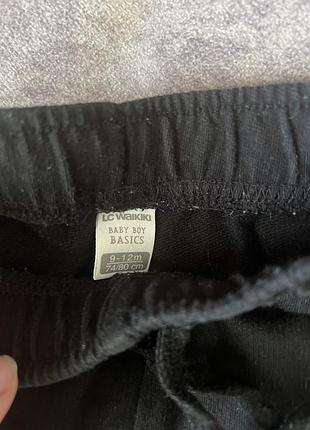 LC WAIKIKI
BABY BOY
BASICS
9-12m
74/80 cm